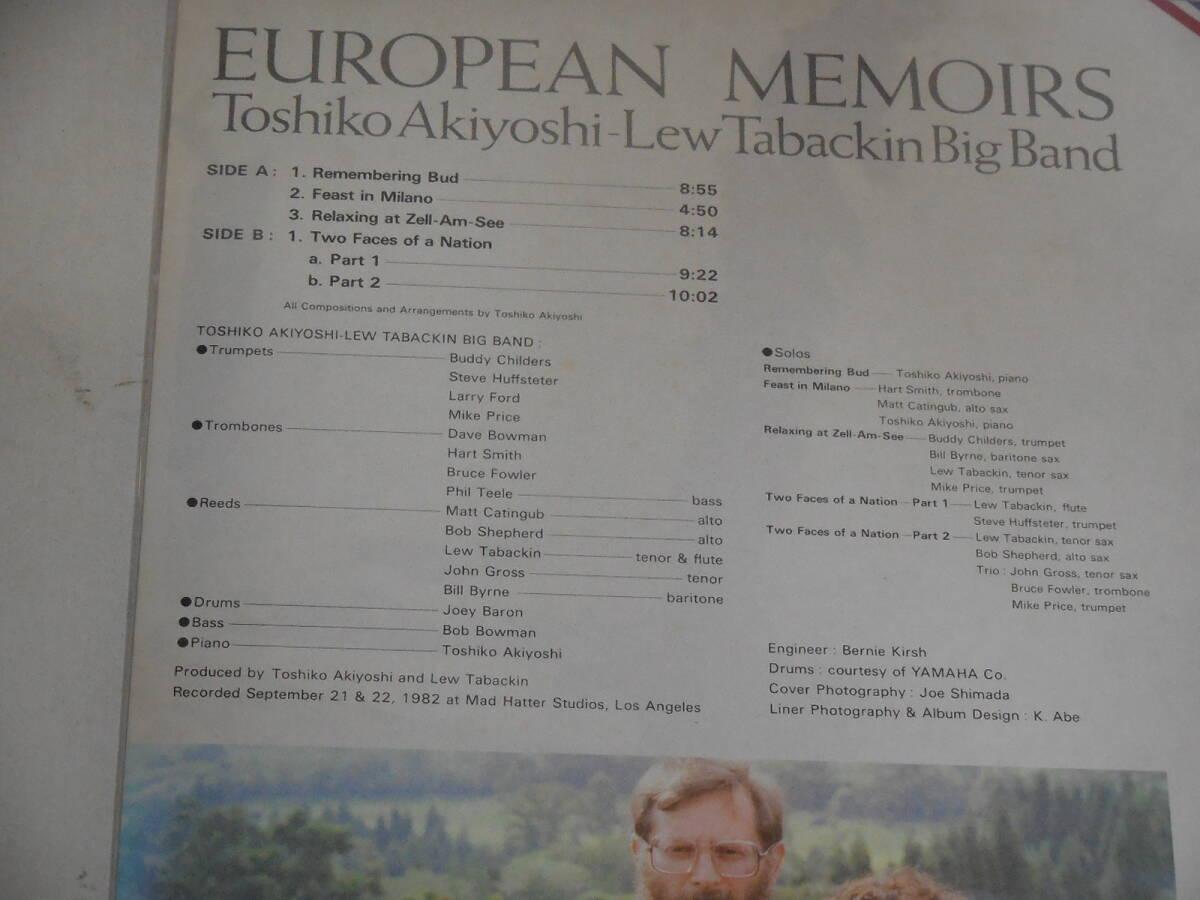 EUROPEAN MEMOIRS
Toshiko Akiyoshi-Lew Tabackin Big Band
SIDE A : 1. Remembering Bud 8:55
2. Feast in Milano 4:50
3. Relaxing at Zell-Am-See 8:14
SIDE B : 1. Two Faces of a Nation
a. Part 1 9:22
b. Part 2 10:02
All Compositions and Arrangements by Toshiko Akiyoshi
TOSHIKO AKIYOSHI-LEW TABACKIN BIG BAND :
●Trumpets Buddy Childers
Steve Huffsteter
Larry Ford
Mike Price
●Trombones Dave Bowman
Hart Smith
Bruce Fowler
Phil Teele bass
●Reeds Matt Catingub alto
Bob Shepherd alto
Lew Tabackin tenor & flute
John Gross tenor
Bill Byrne baritone
●Drums Joey Baron
●Bass Bob Bowman
●Piano Toshiko Akiyoshi
Produced by Toshiko Akiyoshi and Lew Tabackin
Recorded September 21 & 22, 1982 at Mad Hatter Studios, Los Angeles
●Solos
Remembering Bud Toshiko Akiyoshi, piano
Feast in Milano Hart Smith, trombone
Matt Catingub, alto sax
Toshiko Akiyoshi, piano
Relaxing at Zell-Am-See Buddy Childers, trumpet
Bill Byrne, baritone sax
Lew Tabackin, tenor sax
Mike Price, trumpet
Two Faces of a Nation Part 1 Lew Tabackin, flute
Steve Huffsteter, trumpet
Two Faces of a Nation Part 2 Lew Tabackin, tenor sax
Bob Shepherd, alto sax
Trio : John Gross, tenor sax
Bruce Fowler, trombone
Mike Price, trumpet
Engineer : Bernie Kirsh
Drums : courtesy of YAMAHA Co.
Cover Photography : Joe Shimada
Liner Photography & Album Design : K. Abe